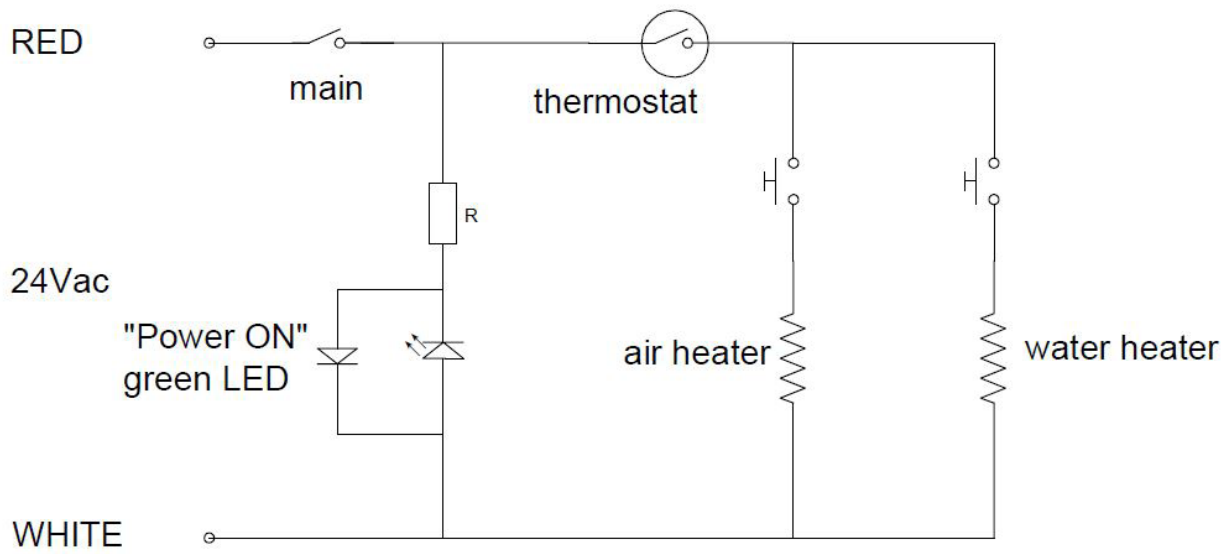 RED
main
thermostat
R
24Vac
"Power ON"
green LED
air heater
water heater
WHITE